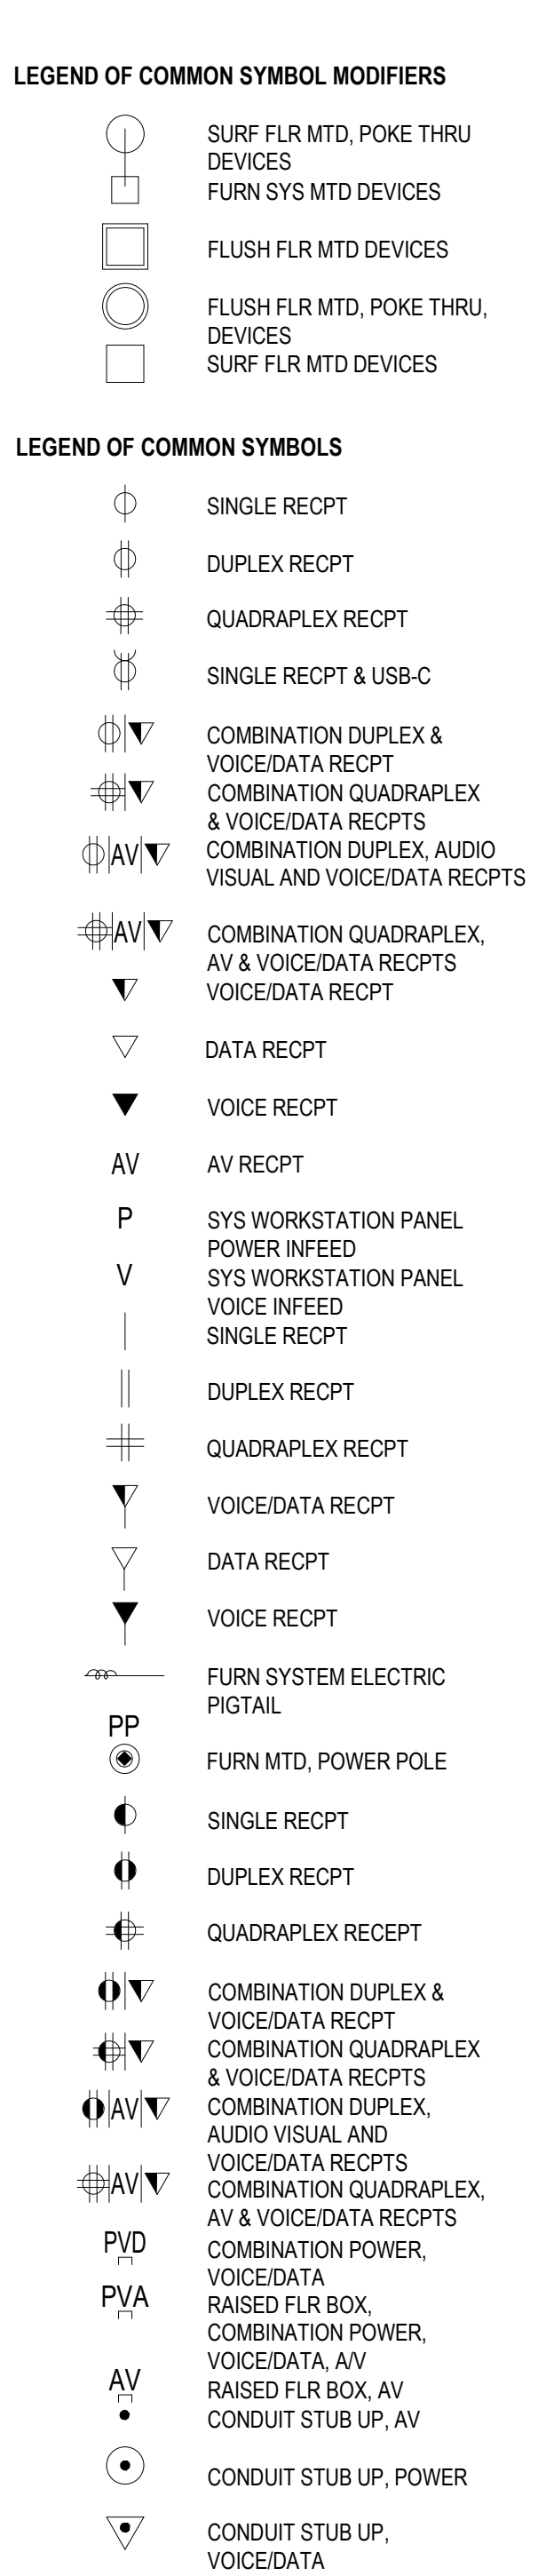 LEGEND OF COMMON SYMBOL MODIFIERS
SURF FLR MTD, POKE THRU
DEVICES
FURN SYS MTD DEVICES
FLUSH FLR MTD DEVICES
FLUSH FLR MTD, POKE THRU,
DEVICES
SURF FLR MTD DEVICES
LEGEND OF COMMON SYMBOLS
SINGLE RECPT
DUPLEX RECPT
QUADRAPLEX RECPT
SINGLE RECPT & USB-C
COMBINATION DUPLEX &
VOICE/DATA RECPT
COMBINATION QUADRAPLEX
& VOICE/DATA RECPTS
AV COMBINATION DUPLEX, AUDIO
VISUAL AND VOICE/DATA RECPTS
AV COMBINATION QUADRAPLEX,
AV & VOICE/DATA RECPTS
VOICE/DATA RECPT
DATA RECPT
VOICE RECPT
AV AV RECPT
P SYS WORKSTATION PANEL
POWER INFEED
V SYS WORKSTATION PANEL
VOICE INFEED
SINGLE RECPT
DUPLEX RECPT
QUADRAPLEX RECPT
VOICE/DATA RECPT
DATA RECPT
VOICE RECPT
FURN SYSTEM ELECTRIC
PIGTAIL
PP
FURN MTD, POWER POLE
SINGLE RECPT
DUPLEX RECPT
QUADRAPLEX RECEPT
COMBINATION DUPLEX &
VOICE/DATA RECPT
COMBINATION QUADRAPLEX
& VOICE/DATA RECPTS
AV COMBINATION DUPLEX,
AUDIO VISUAL AND
VOICE/DATA RECPTS
AV COMBINATION QUADRAPLEX,
AV & VOICE/DATA RECPTS
PVD COMBINATION POWER,
VOICE/DATA
PVA RAISED FLR BOX,
COMBINATION POWER,
VOICE/DATA, A/V
AV RAISED FLR BOX, AV
CONDUIT STUB UP, AV
CONDUIT STUB UP, POWER
CONDUIT STUB UP,
VOICE/DATA